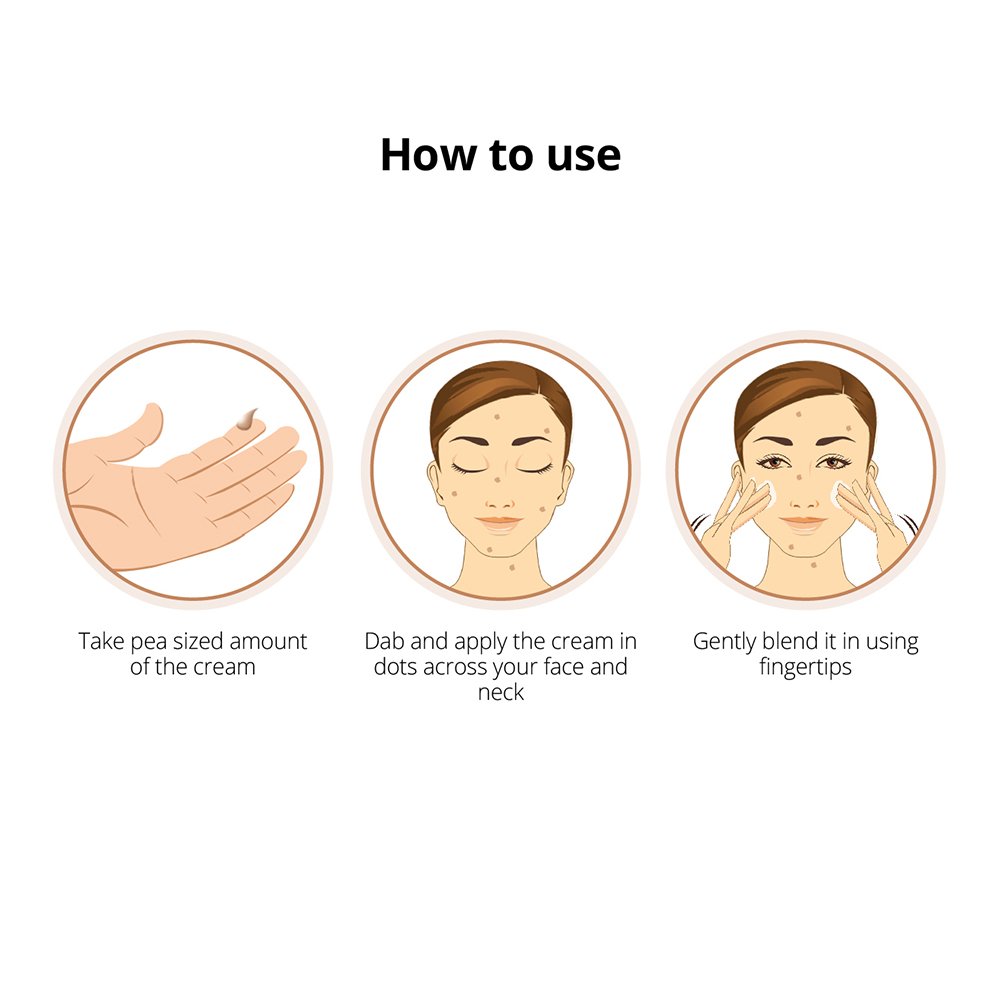 How to use
Take pea sized amount
of the cream
Dab and apply the cream in
dots across your face and
neck
Gently blend it in using
fingertips